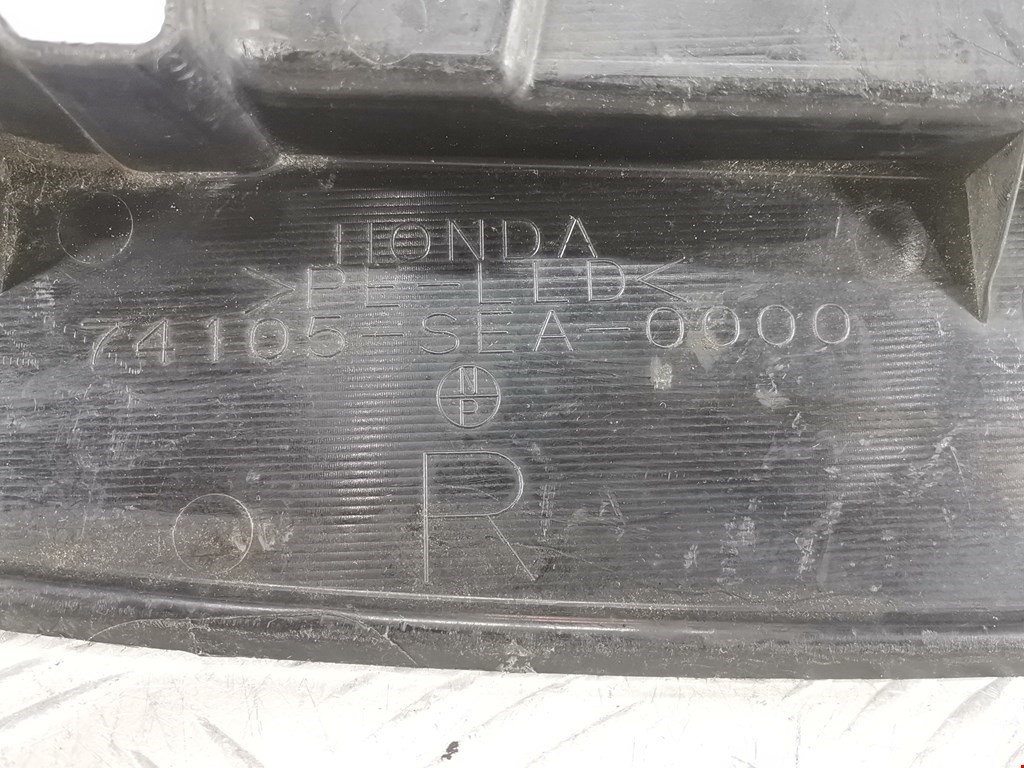 HONDA
>PE-LLD<
74105-SEA-0000
N
P
R